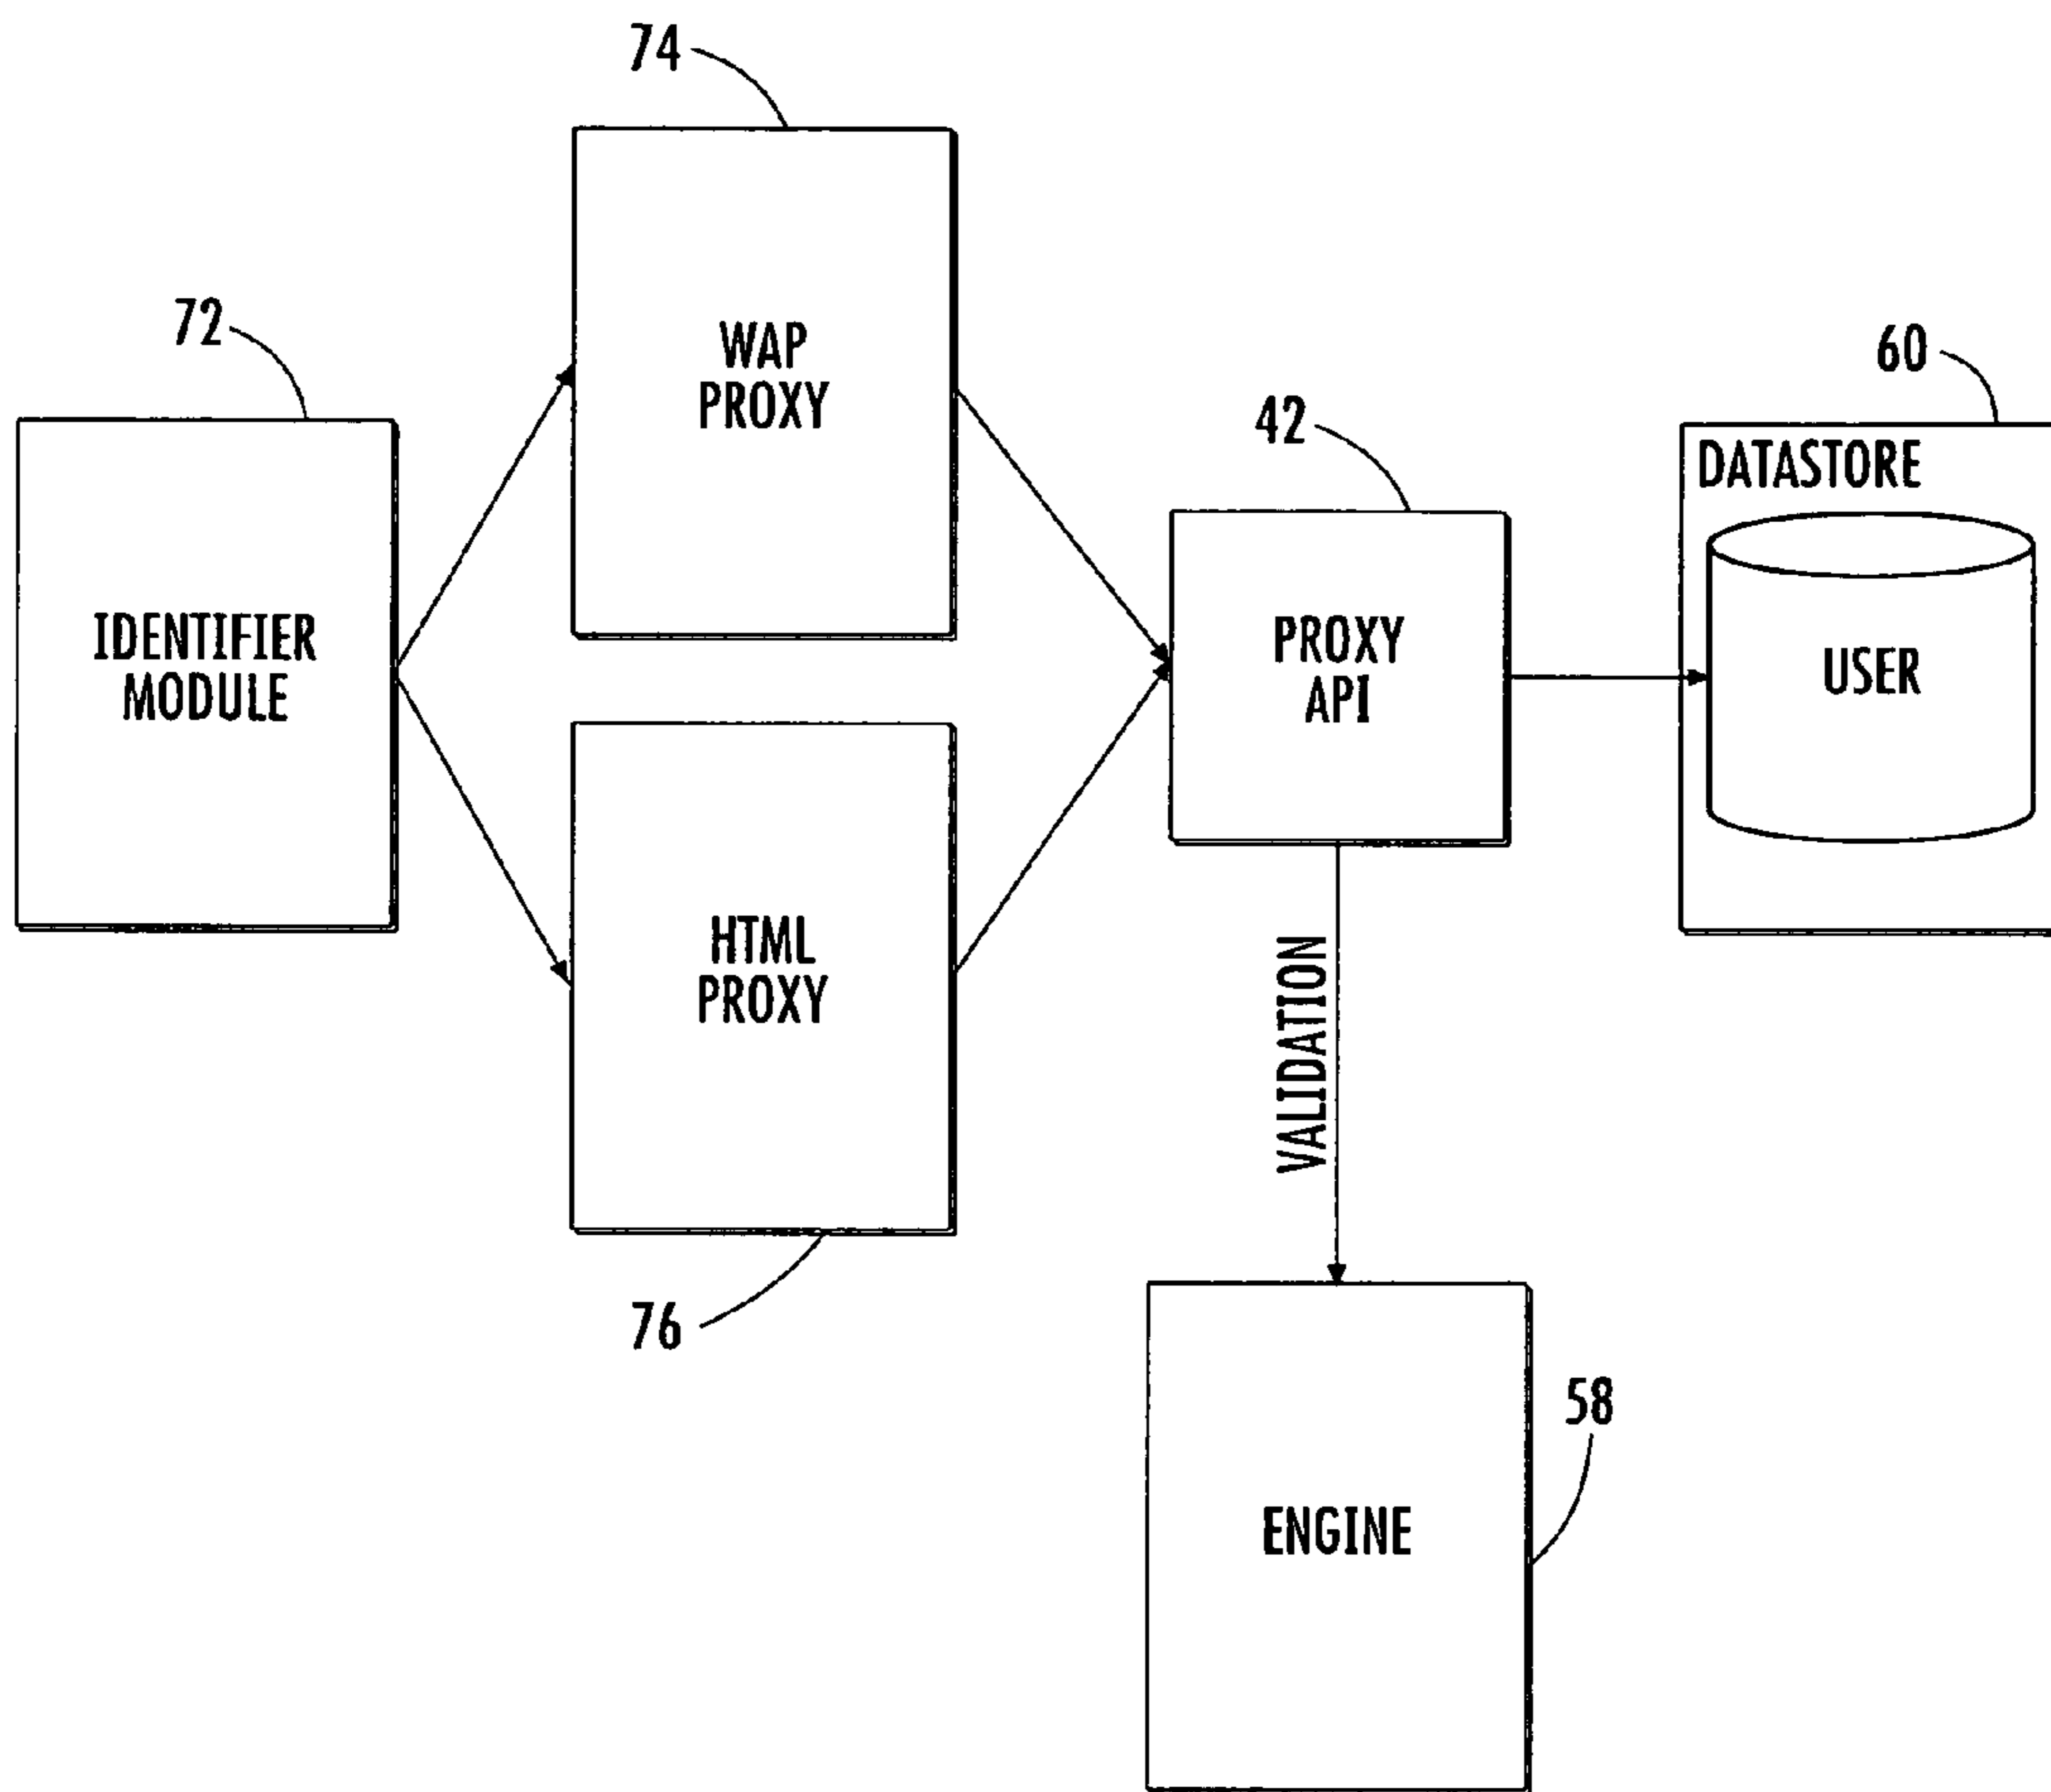 74
WAP
PROXY
72
IDENTIFIER
MODULE
60
DATASTORE
USER
42
PROXY
API
HTML
PROXY
76
VALIDATION
58
ENGINE